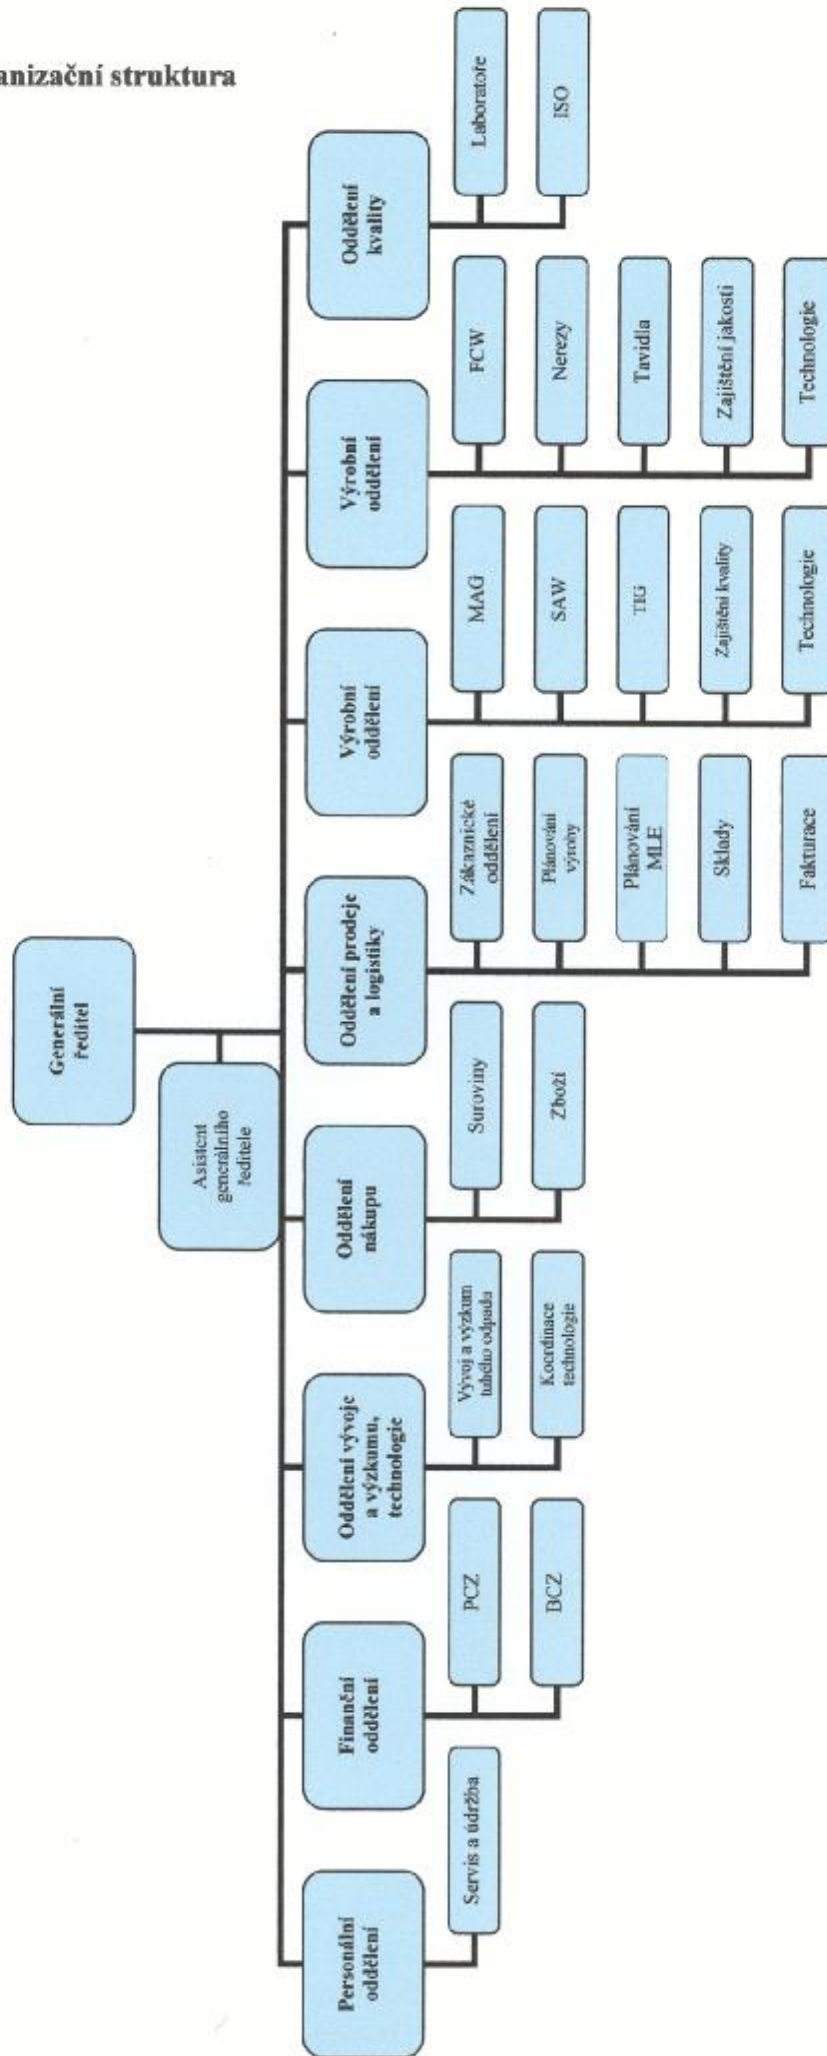 anizační struktura
Generální
ředitel
Asistent
generálního
ředitele
Personální
oddělení
Servis a údržba
Finanční
oddělení
PCZ
BCZ
Oddělení vývoje
a výzkumu,
technologie
Vývoj a výzkum
tuhého odpadu
Koordinace
technologie
Oddělení
nákupu
Suroviny
Zboží
Oddělení prodeje
a logistiky
Zákaznické
oddělení
Plánování
výroby
Plánování
MLE
Sklady
Fakturace
Výrobní
oddělení
MAG
SAW
TIG
Zajištění kvality
Technologie
Výrobní
oddělení
FCW
Nerezy
Tavidla
Zajištění jakosti
Technologie
Oddělení
kvality
Laboratoře
ISO